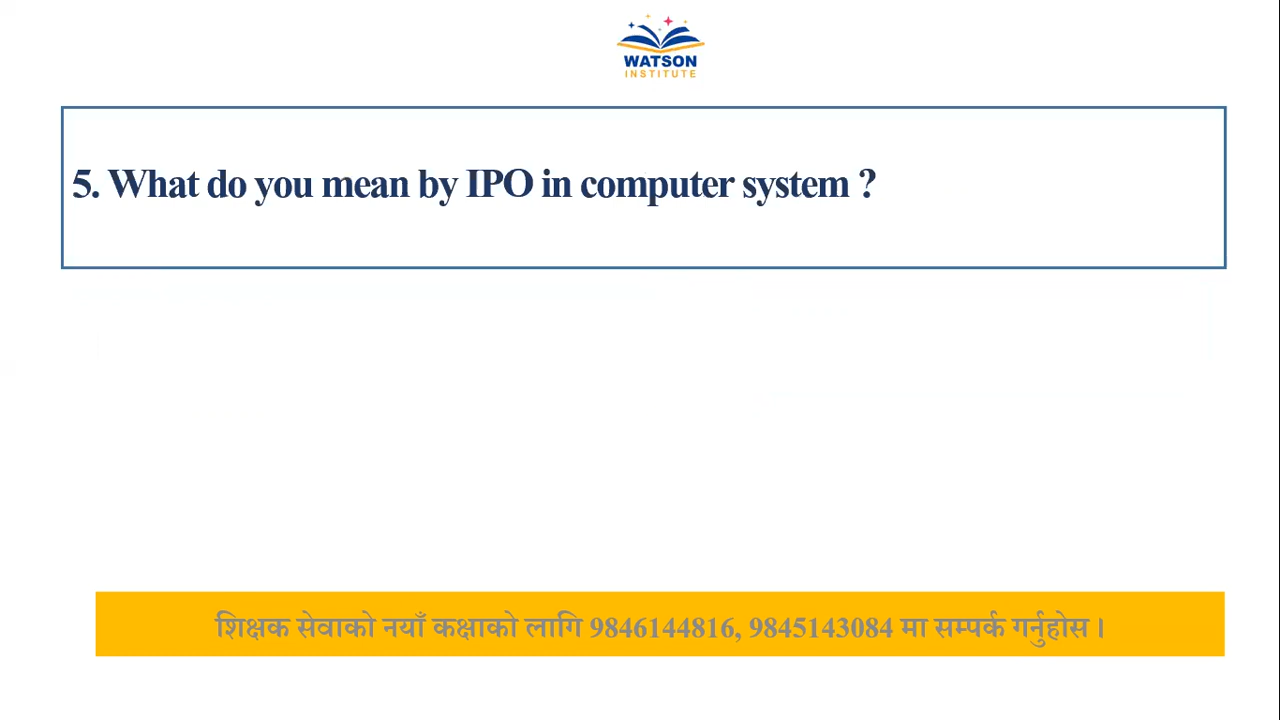 WATSON
INSTITUTE
5. What do you mean by IPO in computer system ?
शिक्षक सेवाको नयाँ कक्षाको लागि 9846144816, 9845143084 मा सम्पर्क गर्नुहोस ।